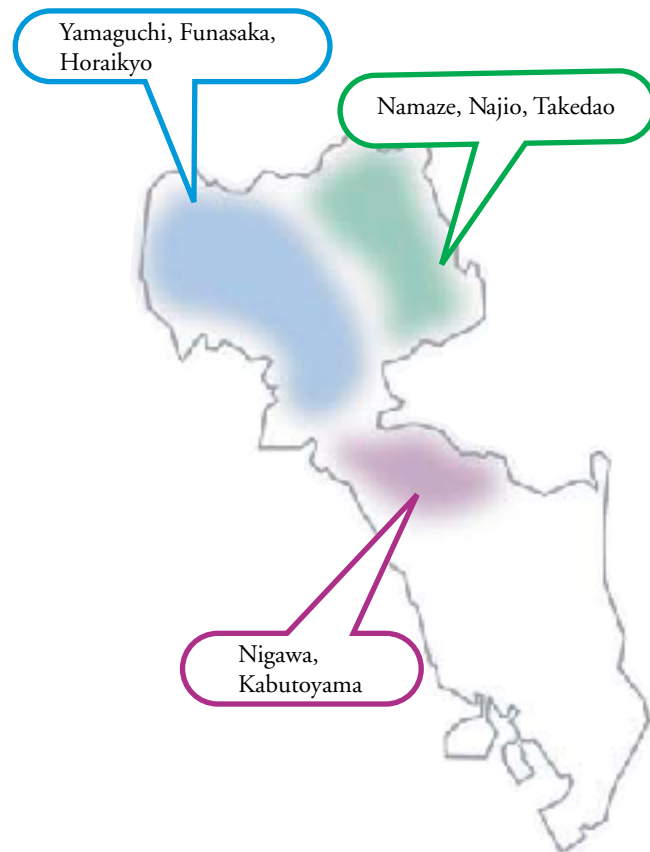 Yamaguchi, Funasaka,
Horaikyo
Namaze, Najio, Takedao
Nigawa,
Kabutoyama